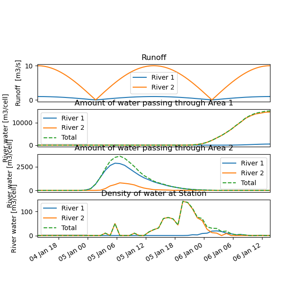 Runoff
Runoff [m3/s]
10
0
River 1
River 2
Amount of water passing through Area 1
River water [m3/cell]
10000
0
River 1
River 2
Total
Amount of water passing through Area 2
River water [m3/cell]
2500
0
River 1
River 2
Total
Density of water at Station
River water [m3/cell]
100
0
River 1
River 2
Total
04 Jan 18
05 Jan 00
05 Jan 06
05 Jan 12
05 Jan 18
06 Jan 00
06 Jan 06
06 Jan 12